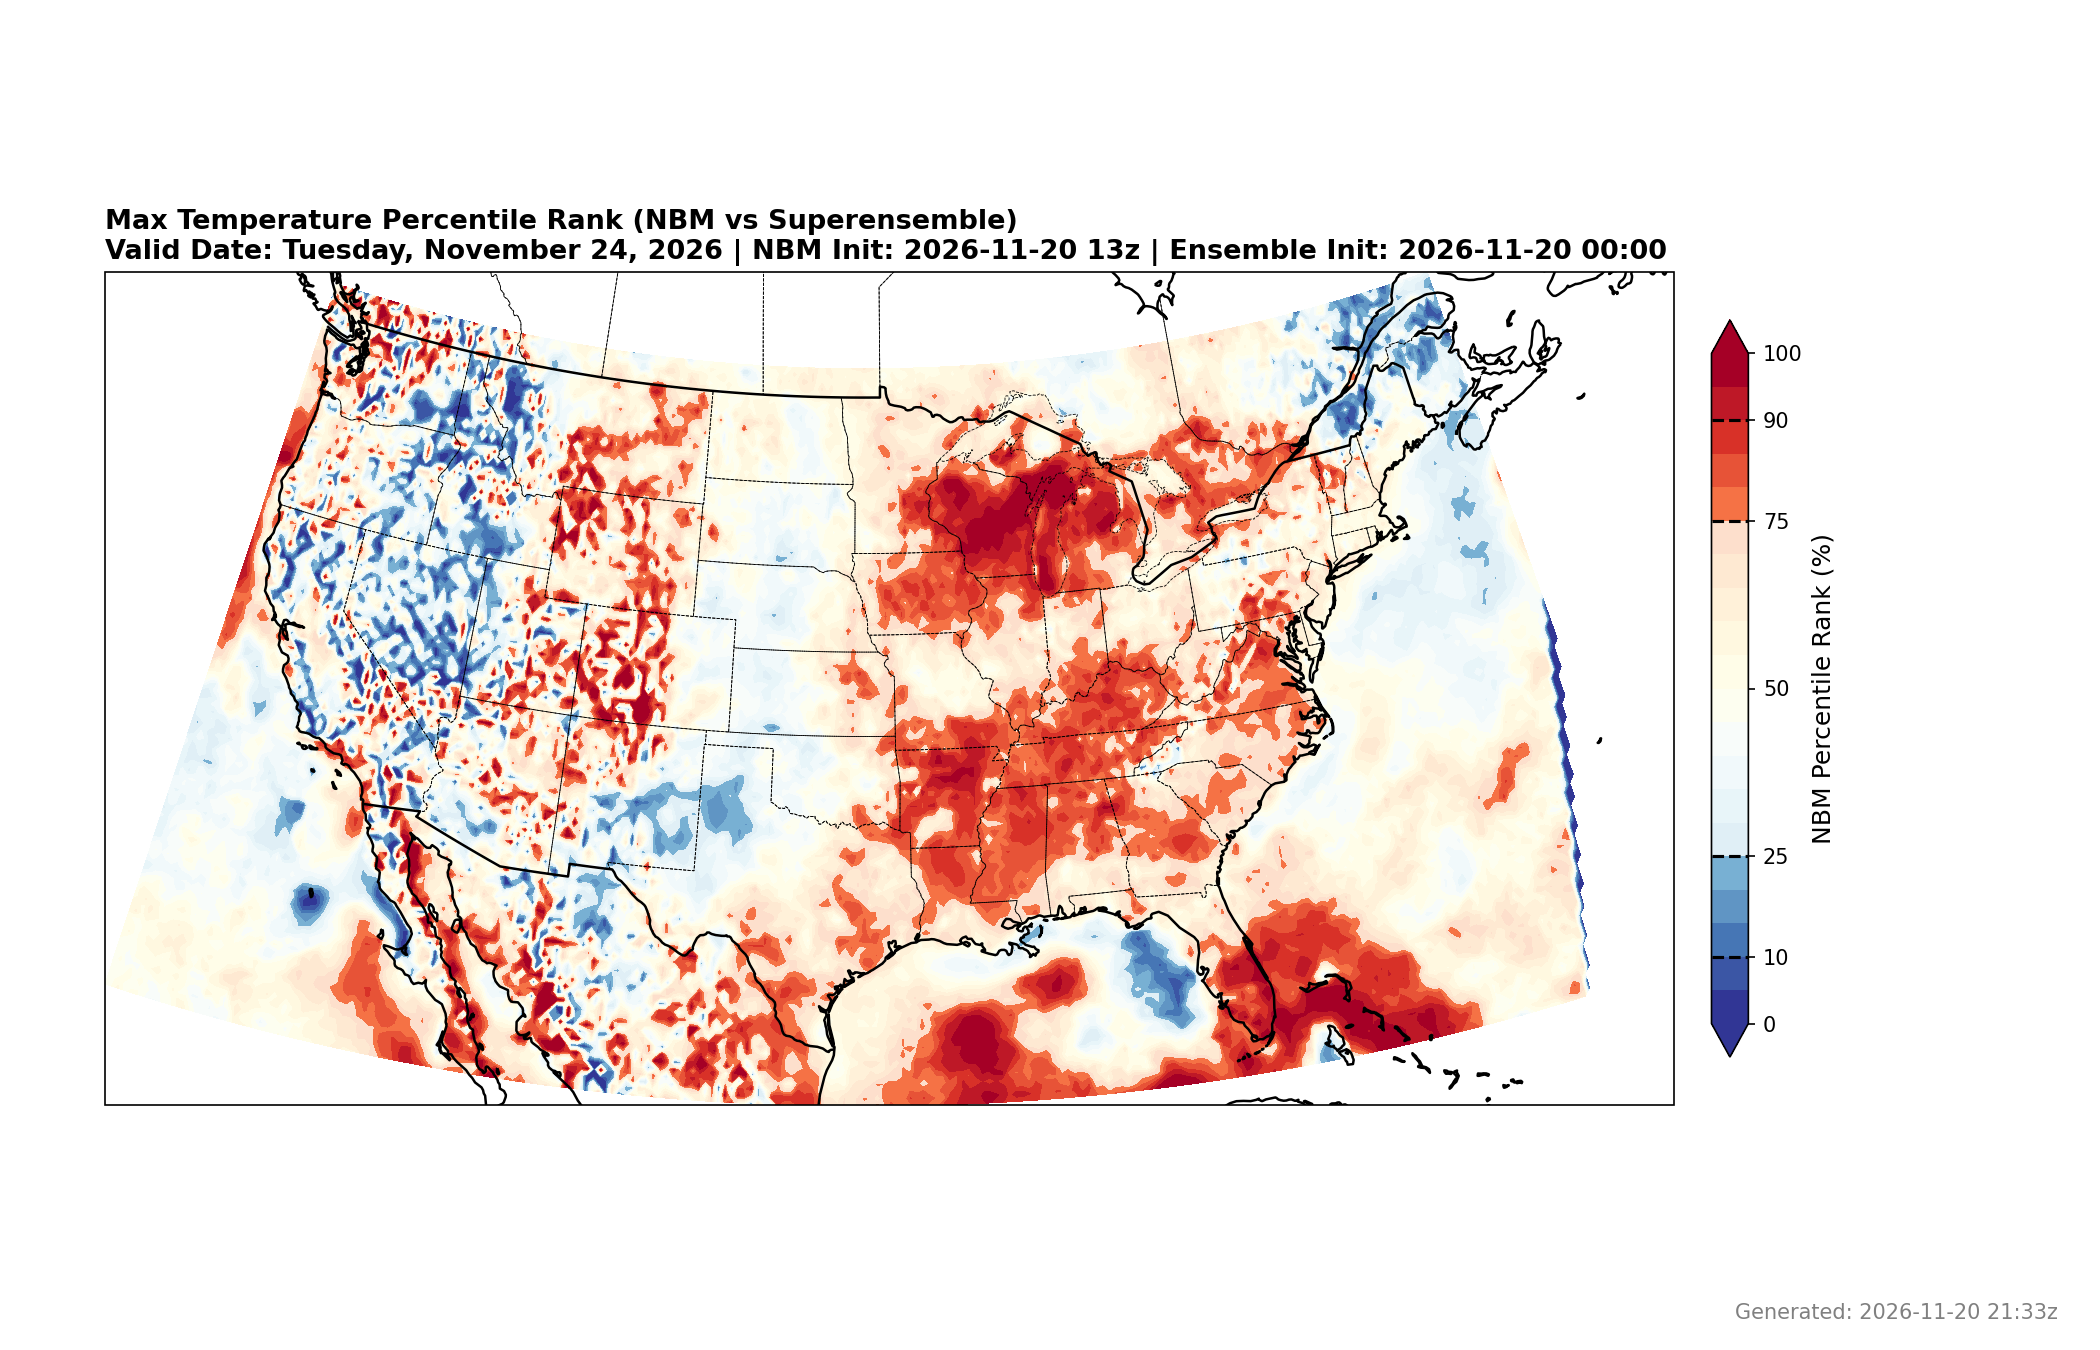 Max Temperature Percentile Rank (NBM vs Superensemble)
Valid Date: Tuesday, November 24, 2026 | NBM Init: 2026-11-20 13z | Ensemble Init: 2026-11-20 00:00
100
90
75
50
25
10
0
NBM Percentile Rank (%)
Generated: 2026-11-20 21:33z